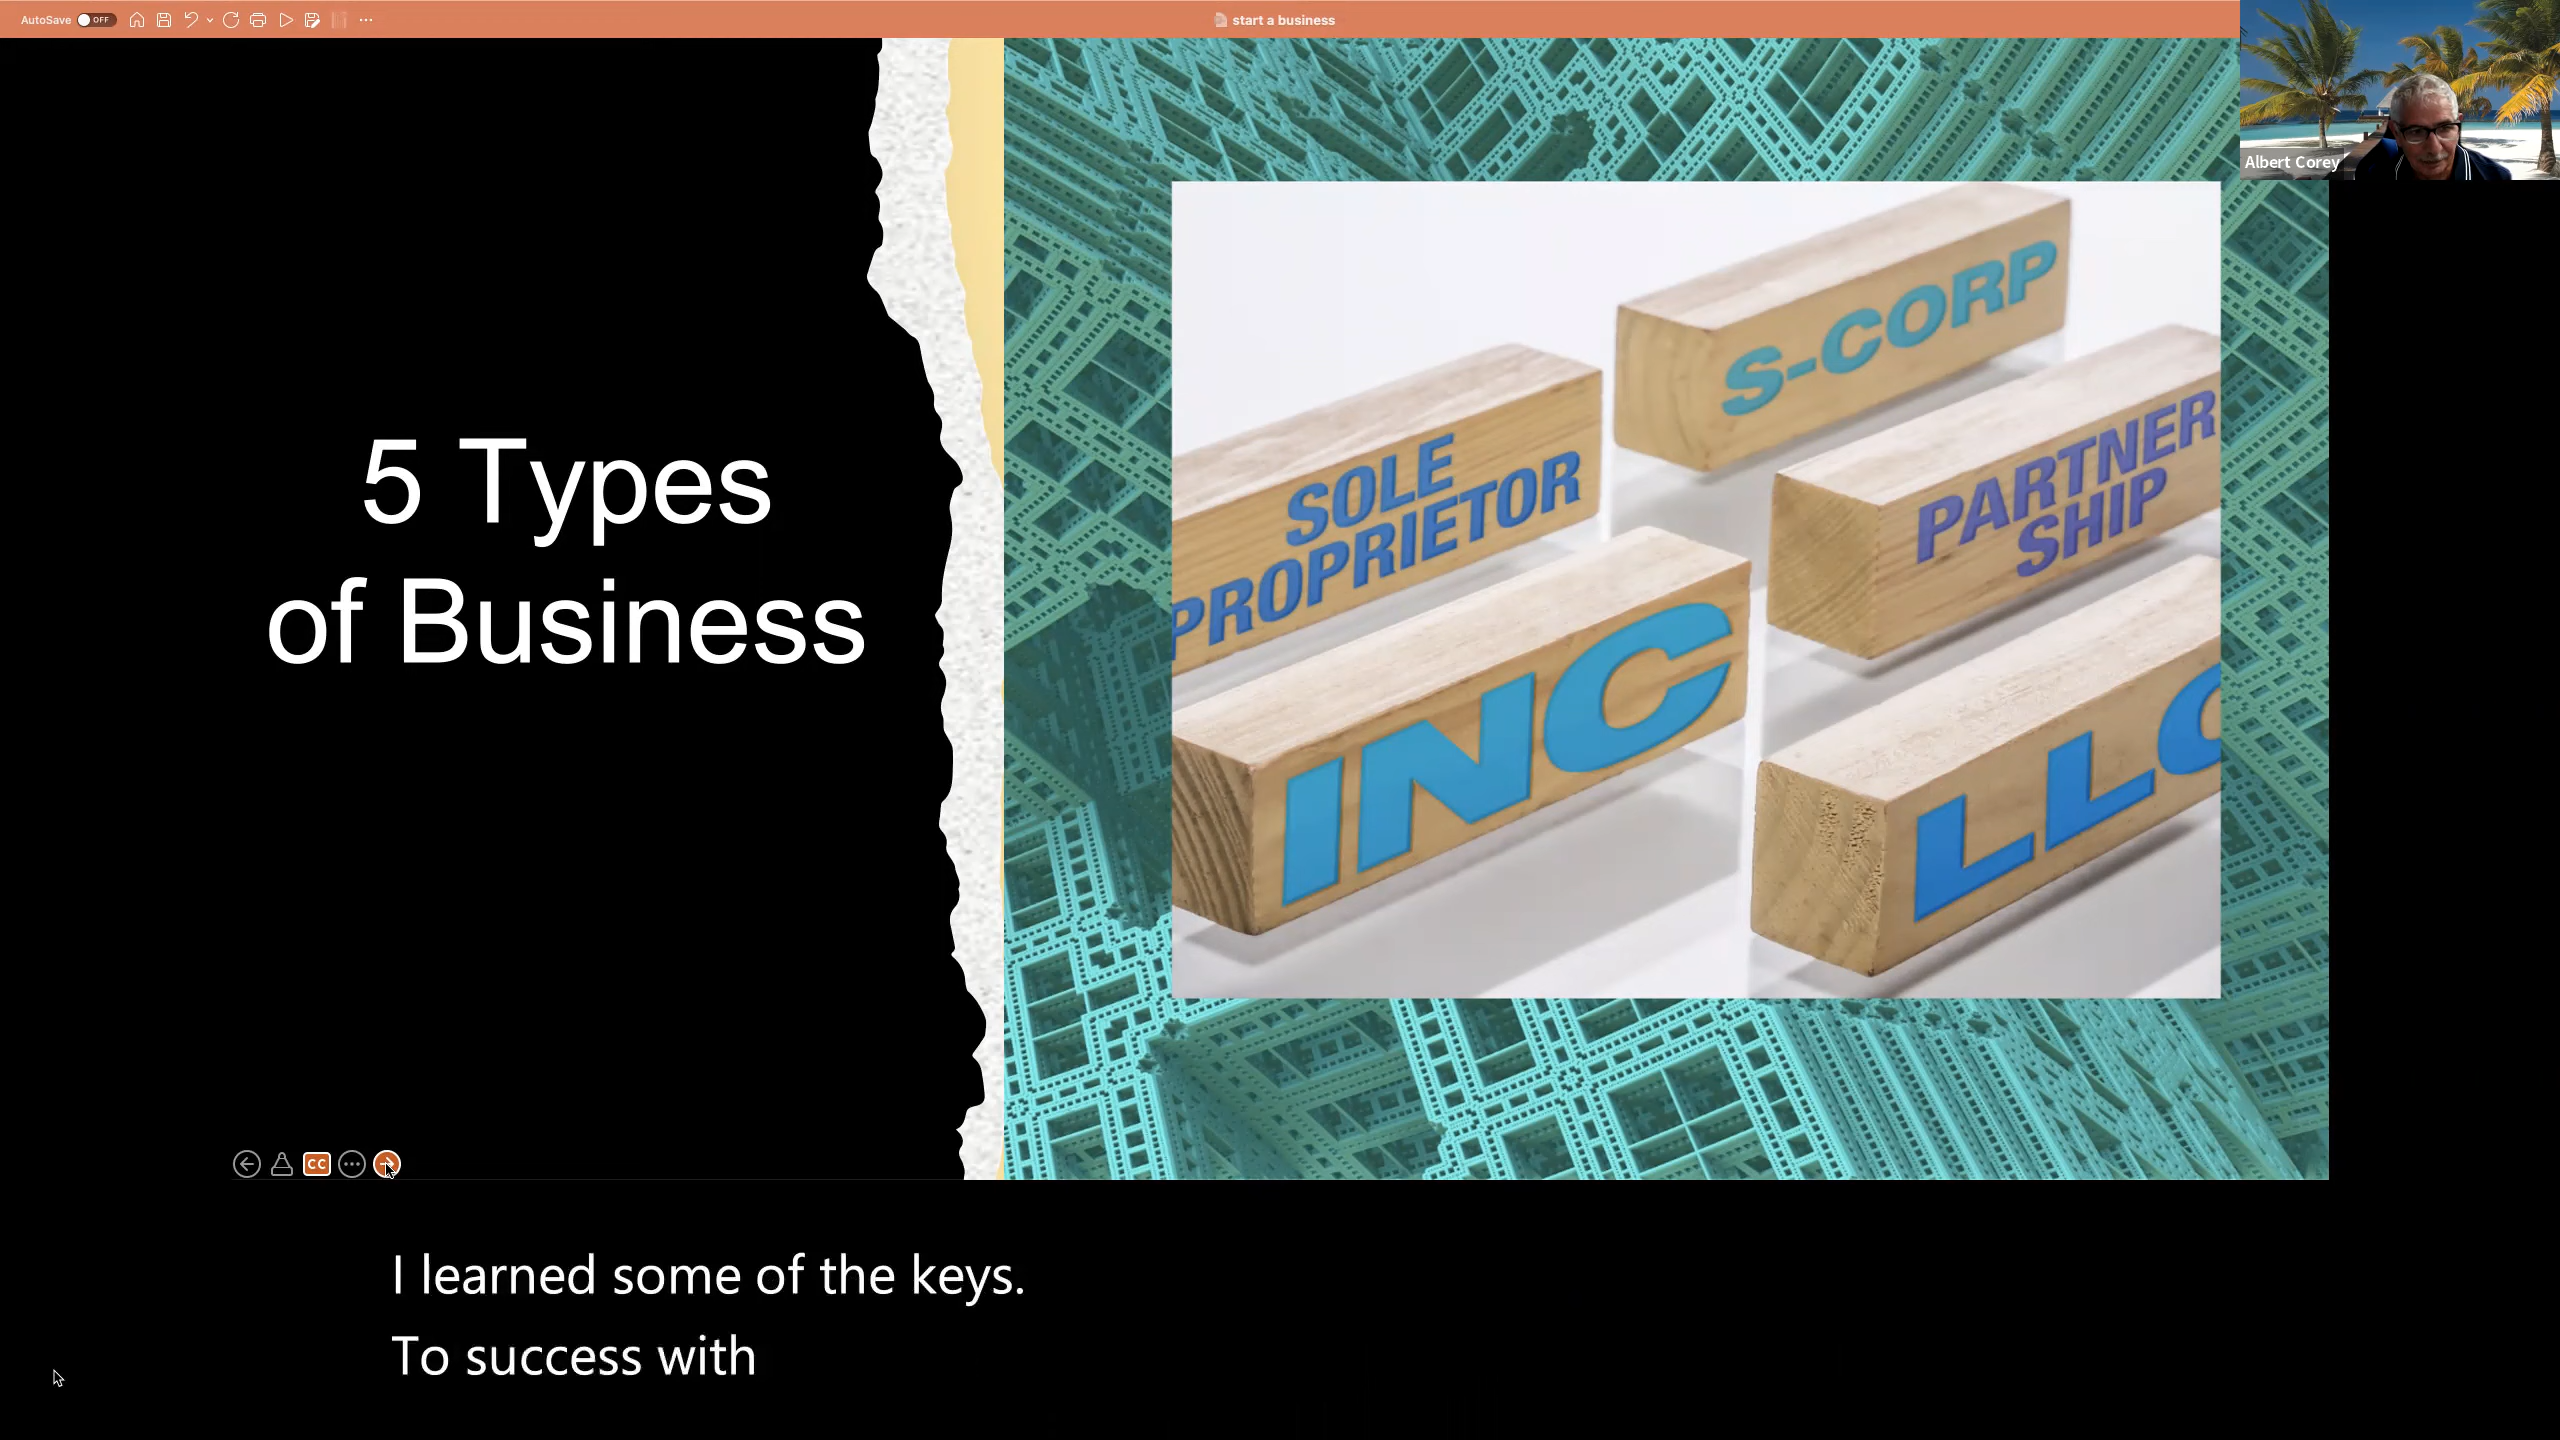 AutoSave OFF
start a business
Albert Corey
5 Types
of Business
S-CORP
SOLE
PROPRIETOR
PARTNER
SHIP
INC
LLC
CC
I learned some of the keys.
To success with